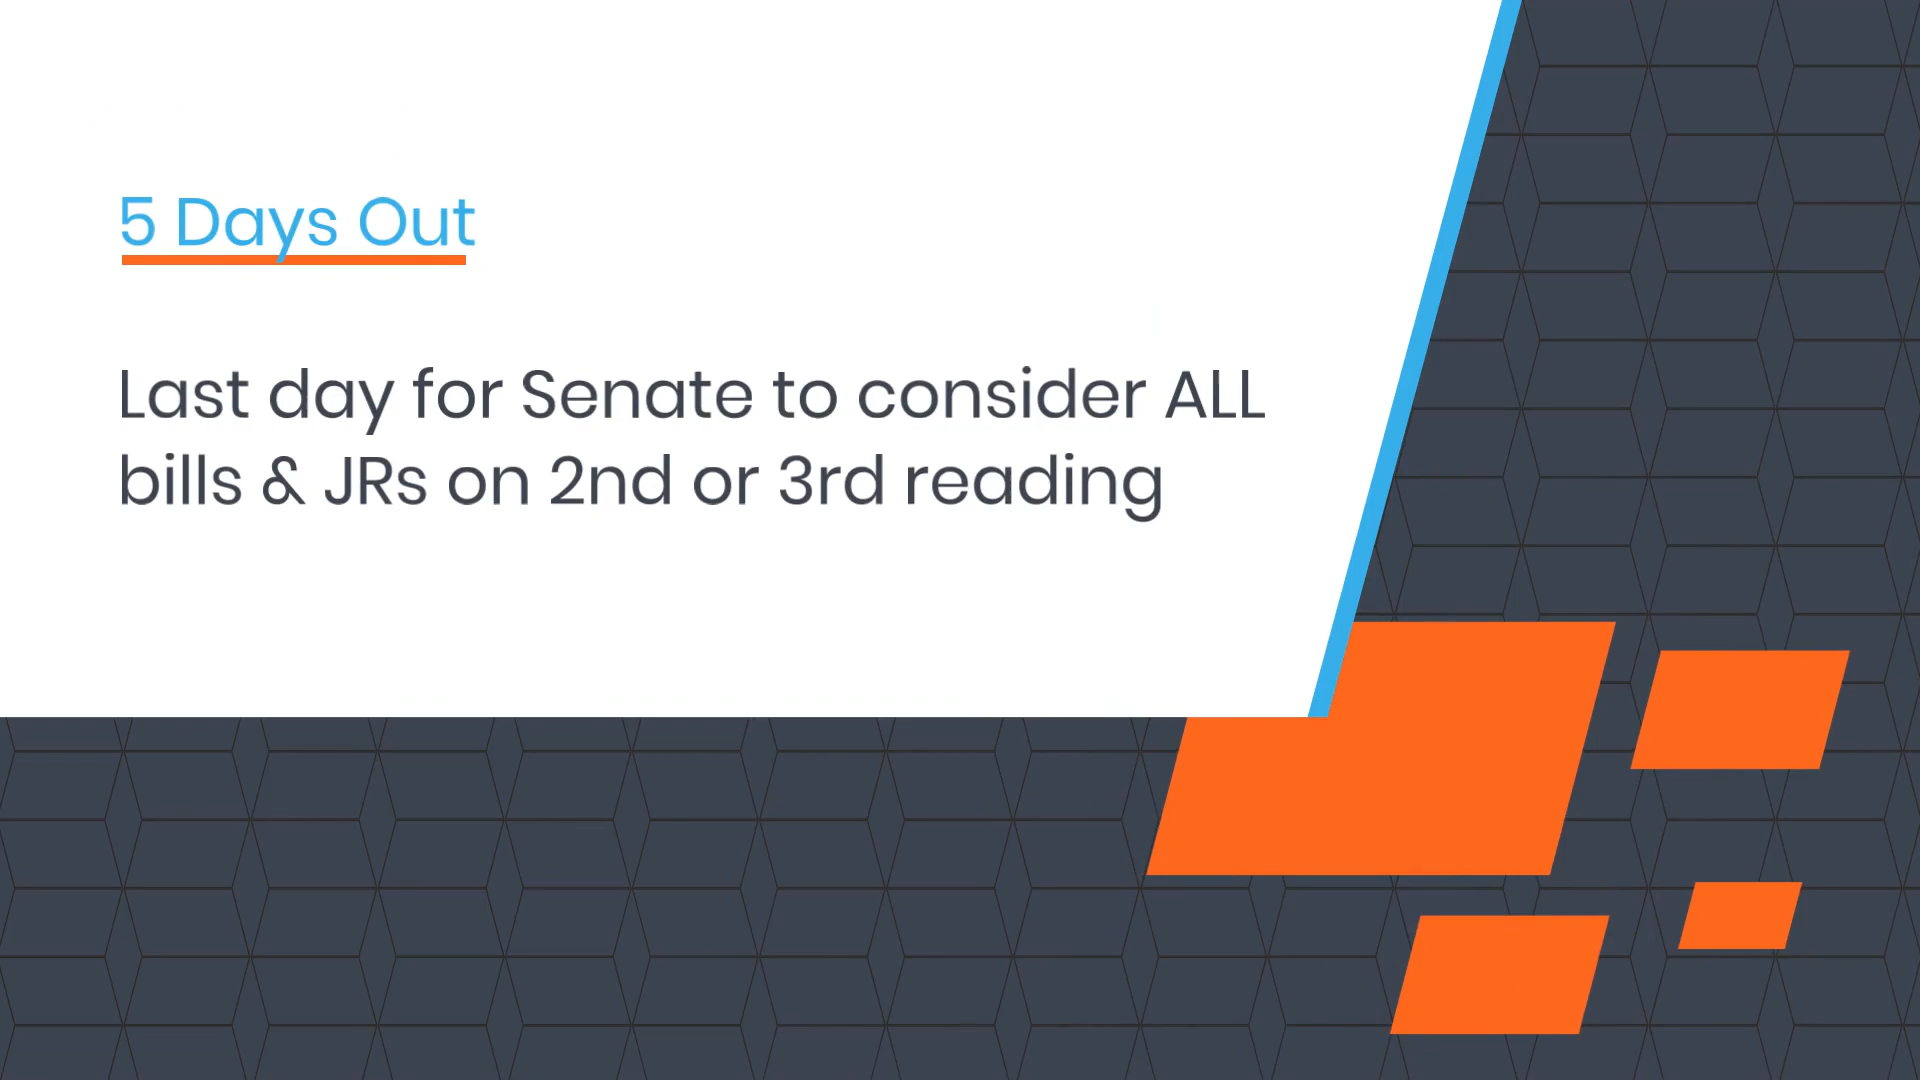 5 Days Out
Last day for Senate to consider ALL
bills & JRs on 2nd or 3rd reading